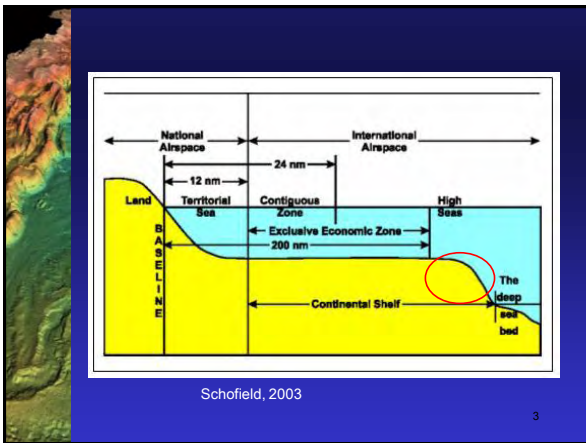 National Airspace
International Airspace
24 nm
12 nm
Land
Territorial Sea
Contiguous Zone
High Seas
BASELINE
Exclusive Economic Zone
200 nm
Continental Shelf
The deep sea bed
Schofield, 2003
3